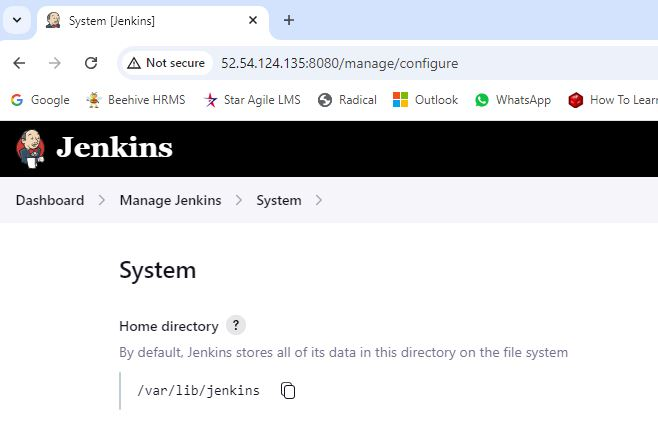 System [Jenkins]
Not secure 52.54.124.135:8080/manage/configure
Google Beehive HRMS Star Agile LMS Radical Outlook WhatsApp How To Learn
Jenkins
Dashboard Manage Jenkins System
System
Home directory ?
By default, Jenkins stores all of its data in this directory on the file system
/var/lib/jenkins